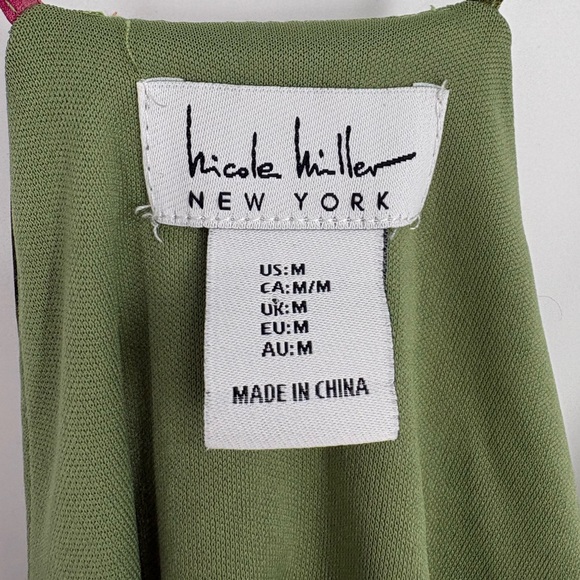 Nicole Miller
NEW YORK
US:M
CA:M/M
UK:M
EU:M
AU:M
MADE IN CHINA